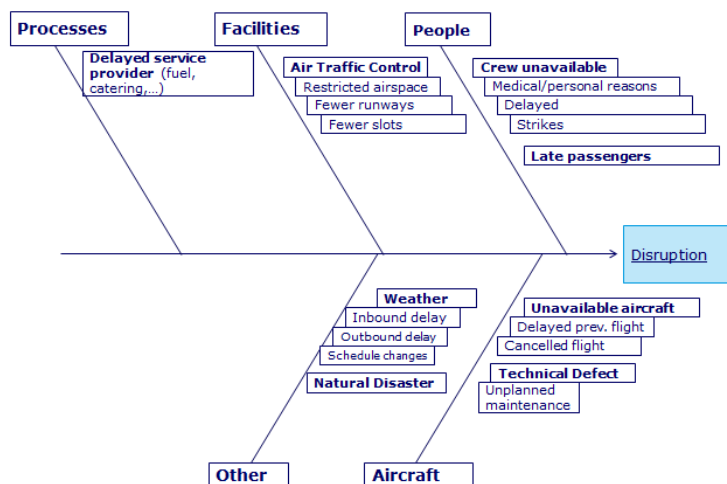 Processes
Facilities
People
Delayed service
provider (fuel,
catering,...)
Air Traffic Control
Restricted airspace
Fewer runways
Fewer slots
Crew unavailable
Medical/personal reasons
Delayed
Strikes
Late passengers
Disruption
Weather
Inbound delay
Outbound delay
Schedule changes
Natural Disaster
Unavailable aircraft
Delayed prev. flight
Cancelled flight
Technical Defect
Unplanned
maintenance
Other
Aircraft